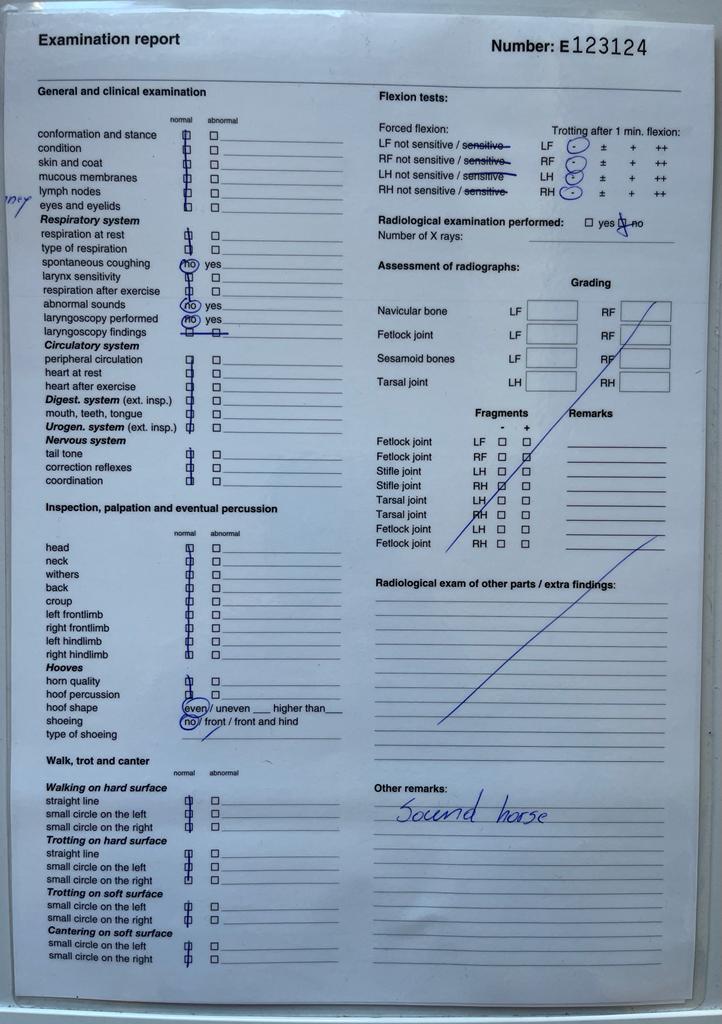 Examination report
Number: E123124
General and clinical examination
normal abnormal
conformation and stance
condition
skin and coat
mucous membranes
lymph nodes
eyes and eyelids
Respiratory system
respiration at rest
type of respiration
spontaneous coughing no yes
larynx sensitivity
respiration after exercise
abnormal sounds no yes
laryngoscopy performed no yes
laryngoscopy findings
Circulatory system
peripheral circulation
heart at rest
heart after exercise
Digest. system (ext. insp.)
mouth, teeth, tongue
Urogen. system (ext. insp.)
Nervous system
tail tone
correction reflexes
coordination
Inspection, palpation and eventual percussion
normal abnormal
head
neck
withers
back
croup
left frontlimb
right frontlimb
left hindlimb
right hindlimb
Hooves
horn quality
hoof percussion
hoof shape even / uneven ___ higher than___
shoeing no / front / front and hind
type of shoeing
Walk, trot and canter
normal abnormal
Walking on hard surface
straight line
small circle on the left
small circle on the right
Trotting on hard surface
straight line
small circle on the left
small circle on the right
Trotting on soft surface
small circle on the left
small circle on the right
Cantering on soft surface
small circle on the left
small circle on the right
Flexion tests:
Forced flexion: Trotting after 1 min. flexion:
LF not sensitive / sensitive LF - ± + ++
RF not sensitive / sensitive RF - ± + ++
LH not sensitive / sensitive LH - ± + ++
RH not sensitive / sensitive RH - ± + ++
Radiological examination performed: yes no
Number of X rays:
Assessment of radiographs:
Grading
Navicular bone LF RF
Fetlock joint LF RF
Sesamoid bones LF RF
Tarsal joint LH RH
Fragments Remarks
- +
Fetlock joint LF
Fetlock joint RF
Stifle joint LH
Stifle joint RH
Tarsal joint LH
Tarsal joint RH
Fetlock joint LH
Fetlock joint RH
Radiological exam of other parts / extra findings:
Other remarks:
Sound horse